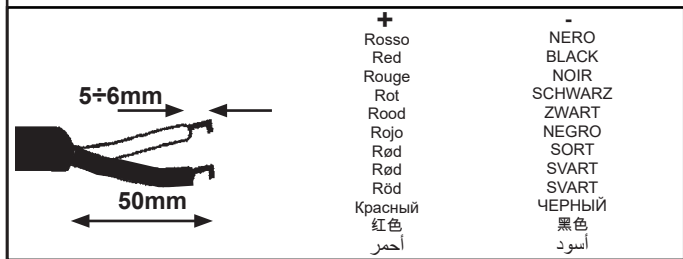 + -
Rosso NERO
Red BLACK
Rouge NOIR
Rot SCHWARZ
Rood ZWART
Rojo NEGRO
Rød SORT
Rød SVART
Röd SVART
Красный ЧЕРНЫЙ
红色 黑色
أحمر أسود
5÷6mm
50mm